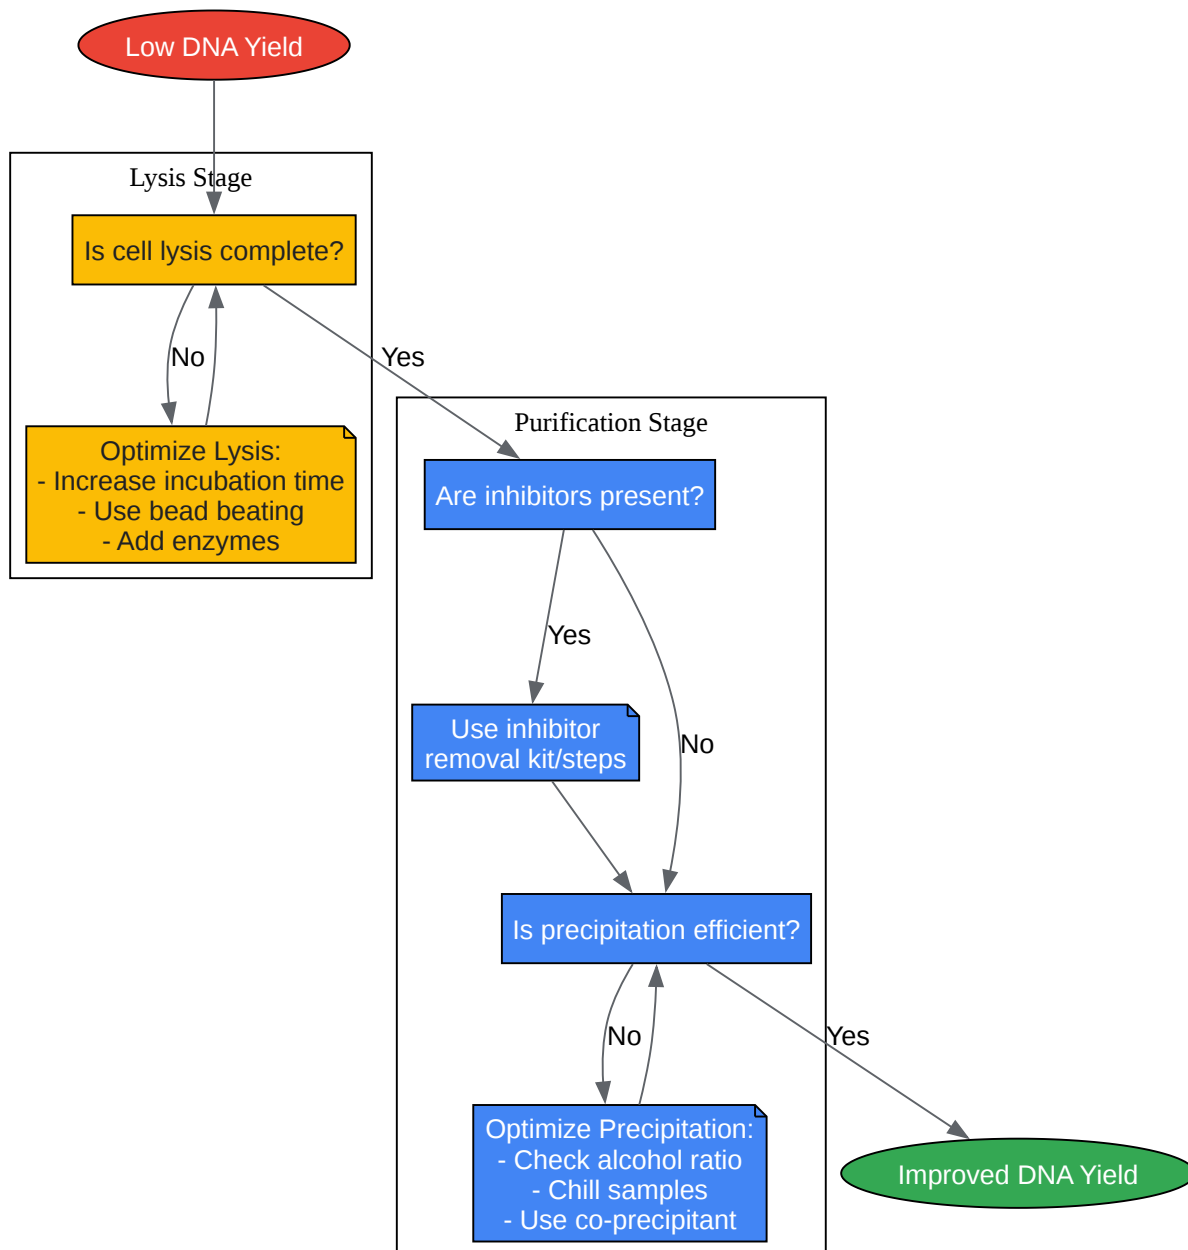 Low DNA Yield
Lysis Stage
Is cell lysis complete?
No
Yes
Optimize Lysis:
- Increase incubation time
- Use bead beating
- Add enzymes
Purification Stage
Are inhibitors present?
Yes
No
Use inhibitor
removal kit/steps
Is precipitation efficient?
No
Yes
Optimize Precipitation:
- Check alcohol ratio
- Chill samples
- Use co-precipitant
Improved DNA Yield